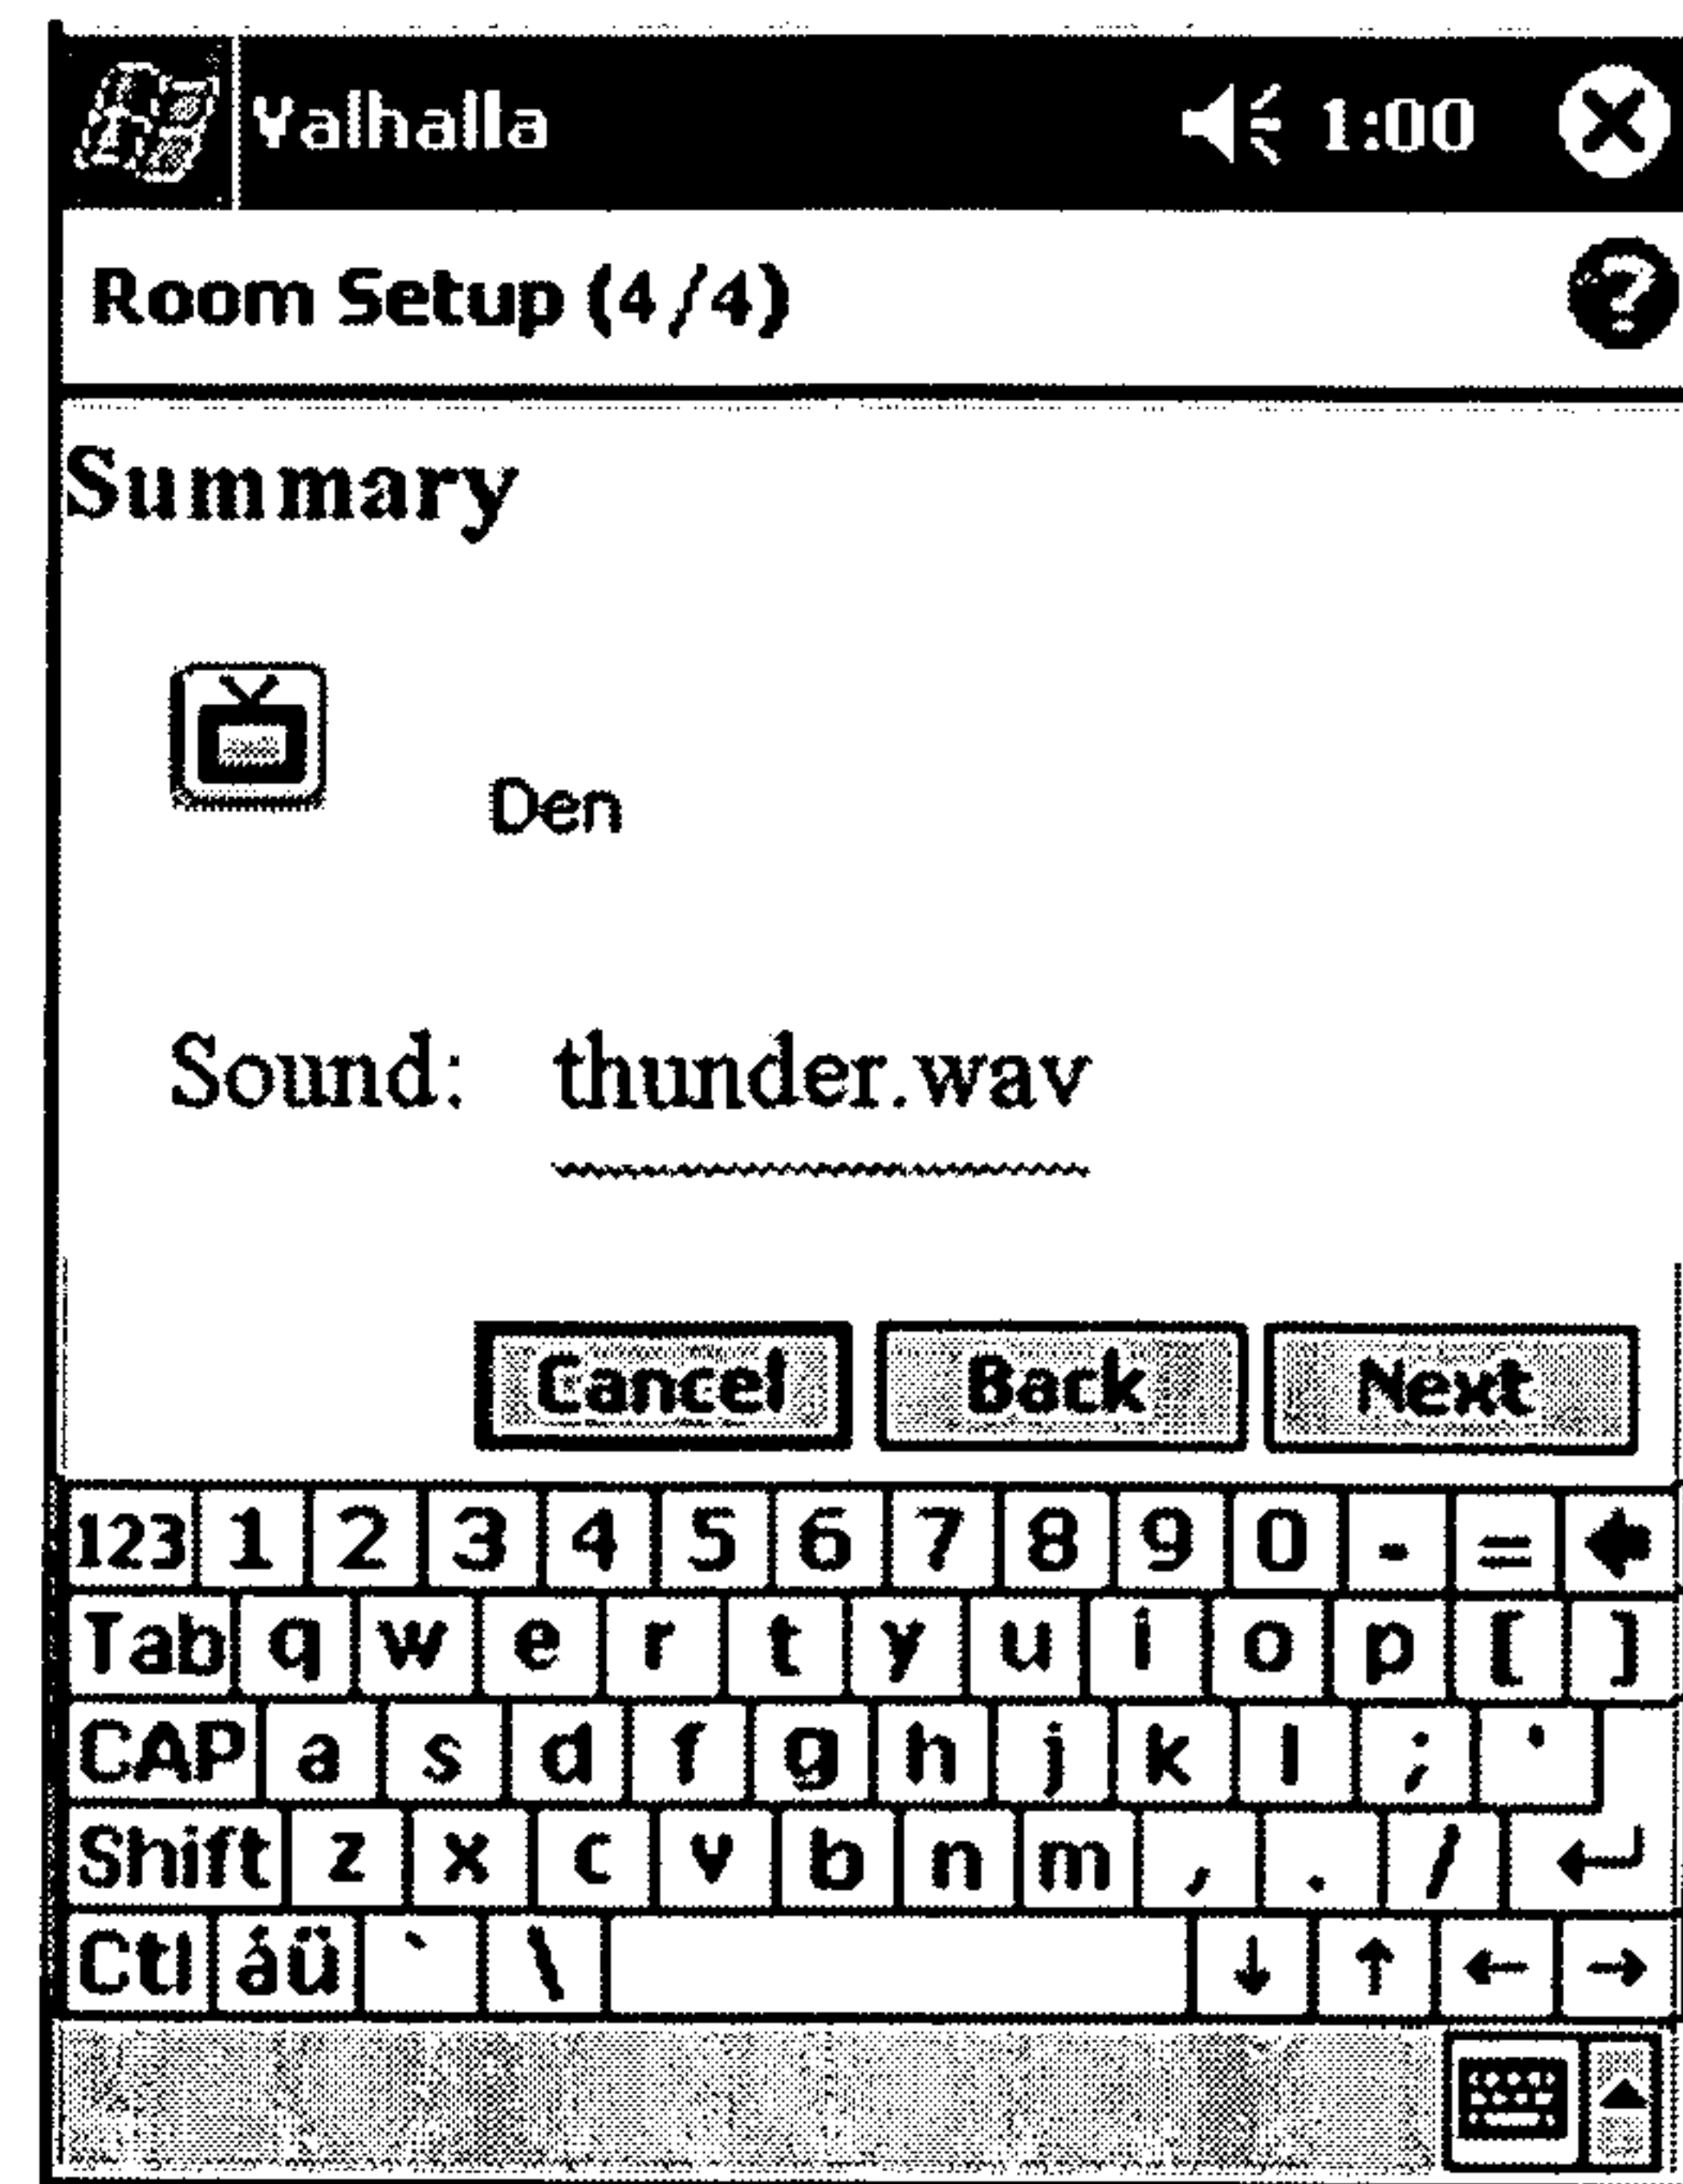 Valhalla 1:00
Room Setup (4/4) ?
Summary
Den
Sound: thunder.wav
Cancel Back Next
123 1 2 3 4 5 6 7 8 9 0 - =
Tab q w e r t y u i o p [ ]
CAP a s d f g h j k l ; '
Shift z x c v b n m , . /
Ctl áü ` \